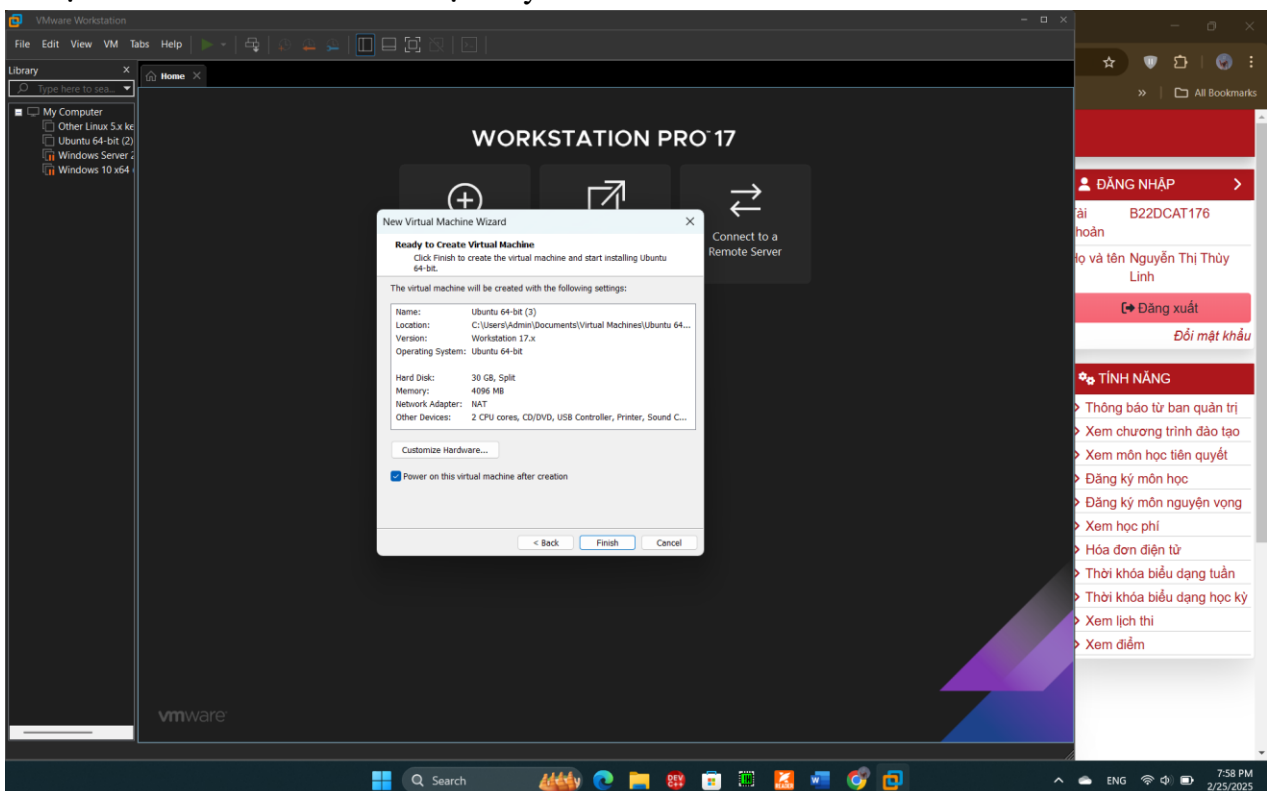 VMware Workstation
File Edit View VM Tabs Help
Library
Type here to sea...
My Computer
Other Linux 5.x ke
Ubuntu 64-bit (2)
Windows Server 2
Windows 10 x64
Home
WORKSTATION PRO™ 17
Connect to a
Remote Server
New Virtual Machine Wizard
Ready to Create Virtual Machine
Click Finish to create the virtual machine and start installing Ubuntu
64-bit.
The virtual machine will be created with the following settings:
Name: Ubuntu 64-bit (3)
Location: C:\Users\Admin\Documents\Virtual Machines\Ubuntu 64...
Version: Workstation 17.x
Operating System: Ubuntu 64-bit
Hard Disk: 30 GB, Split
Memory: 4096 MB
Network Adapter: NAT
Other Devices: 2 CPU cores, CD/DVD, USB Controller, Printer, Sound C...
Customize Hardware...
Power on this virtual machine after creation
< Back Finish Cancel
vmware
» All Bookmarks
ĐĂNG NHẬP
ài B22DCAT176
hoản
Họ và tên Nguyễn Thị Thùy
Linh
Đăng xuất
Đổi mật khẩu
TÍNH NĂNG
Thông báo từ ban quản trị
Xem chương trình đào tạo
Xem môn học tiên quyết
Đăng ký môn học
Đăng ký môn nguyện vọng
Xem học phí
Hóa đơn điện tử
Thời khóa biểu dạng tuần
Thời khóa biểu dạng học kỳ
Xem lịch thi
Xem điểm
Search
ENG
7:58 PM
2/25/2025